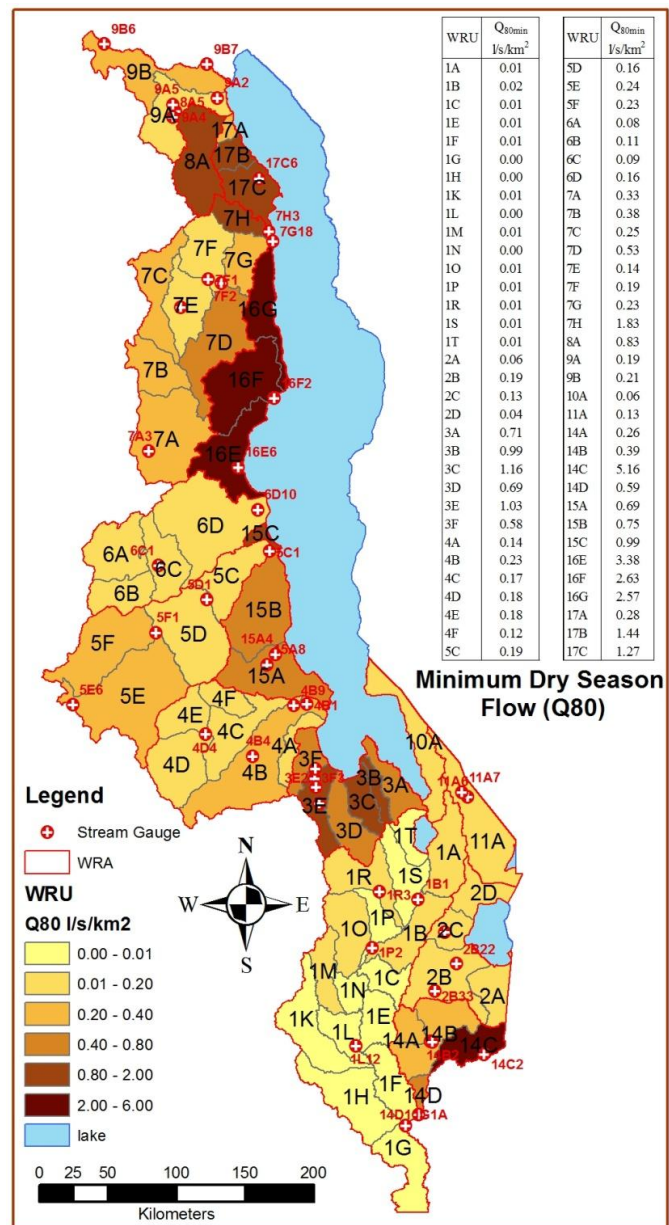 WRU Q80min l/s/km2 WRU Q80min l/s/km2
1A 0.01 5D 0.16
1B 0.02 5E 0.24
1C 0.01 5F 0.23
1E 0.01 6A 0.08
1F 0.01 6B 0.11
1G 0.00 6C 0.09
1H 0.00 6D 0.16
1K 0.01 7A 0.33
1L 0.00 7B 0.38
1M 0.01 7C 0.25
1N 0.00 7D 0.53
1O 0.01 7E 0.14
1P 0.01 7F 0.19
1R 0.01 7G 0.23
1S 0.01 7H 1.83
1T 0.01 8A 0.83
2A 0.06 9A 0.19
2B 0.19 9B 0.21
2C 0.13 10A 0.06
2D 0.04 11A 0.13
3A 0.71 14A 0.26
3B 0.99 14B 0.39
3C 1.16 14C 5.16
3D 0.69 14D 0.59
3E 1.03 15A 0.69
3F 0.58 15B 0.75
4A 0.14 15C 0.99
4B 0.23 16E 3.38
4C 0.17 16F 2.63
4D 0.18 16G 2.57
4E 0.18 17A 0.28
4F 0.12 17B 1.44
5C 0.19 17C 1.27
Minimum Dry Season
Flow (Q80)
9B6
9B7
9B
9A5
9A2
8A5
9A
9A4
17A
8A
17B
17C6
17C
7H
7H3
7G18
7F
7G
7C
7F1
7F2
7E
16G
7D
16F
7B
16F2
7A3
7A
16E6
16E
6D10
6D
15C
6A
6C1
6C
5C1
5C
6B
5D1
15B
5F1
5F
5D
15A4
15A8
15A
5E6
5E
4B9
4B1
4F
4E
4C
4D4
4A
4B4
4D
4B
3F
3E2
3F2
3E
3B
3A
3C
3D
10A
11A6
11A7
11A
1T
1A
1R
1S
1R3
1B1
2D
1P
1O
1B
2C
1P2
2B22
1M
1C
2B
1N
2B33
2A
1K
1E
1L
14A
14B
14C
1L12
14C2
1F
1H
14D
1G1A
1G
Legend
Stream Gauge
WRA
WRU
Q80 l/s/km2
0.00 - 0.01
0.01 - 0.20
0.20 - 0.40
0.40 - 0.80
0.80 - 2.00
2.00 - 6.00
lake
N
W E
S
0 25 50 100 150 200
Kilometers